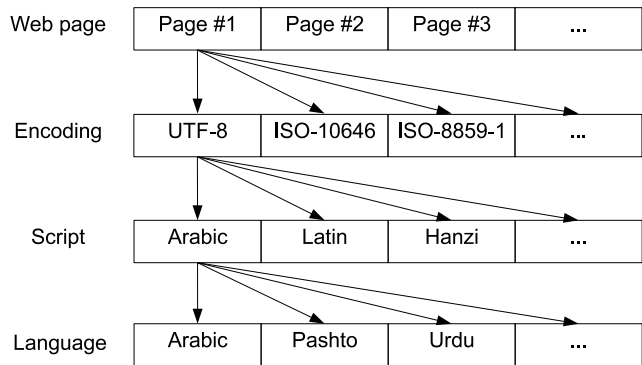 Web page Page #1 Page #2 Page #3 ...
Encoding UTF-8 ISO-10646 ISO-8859-1 ...
Script Arabic Latin Hanzi ...
Language Arabic Pashto Urdu ...